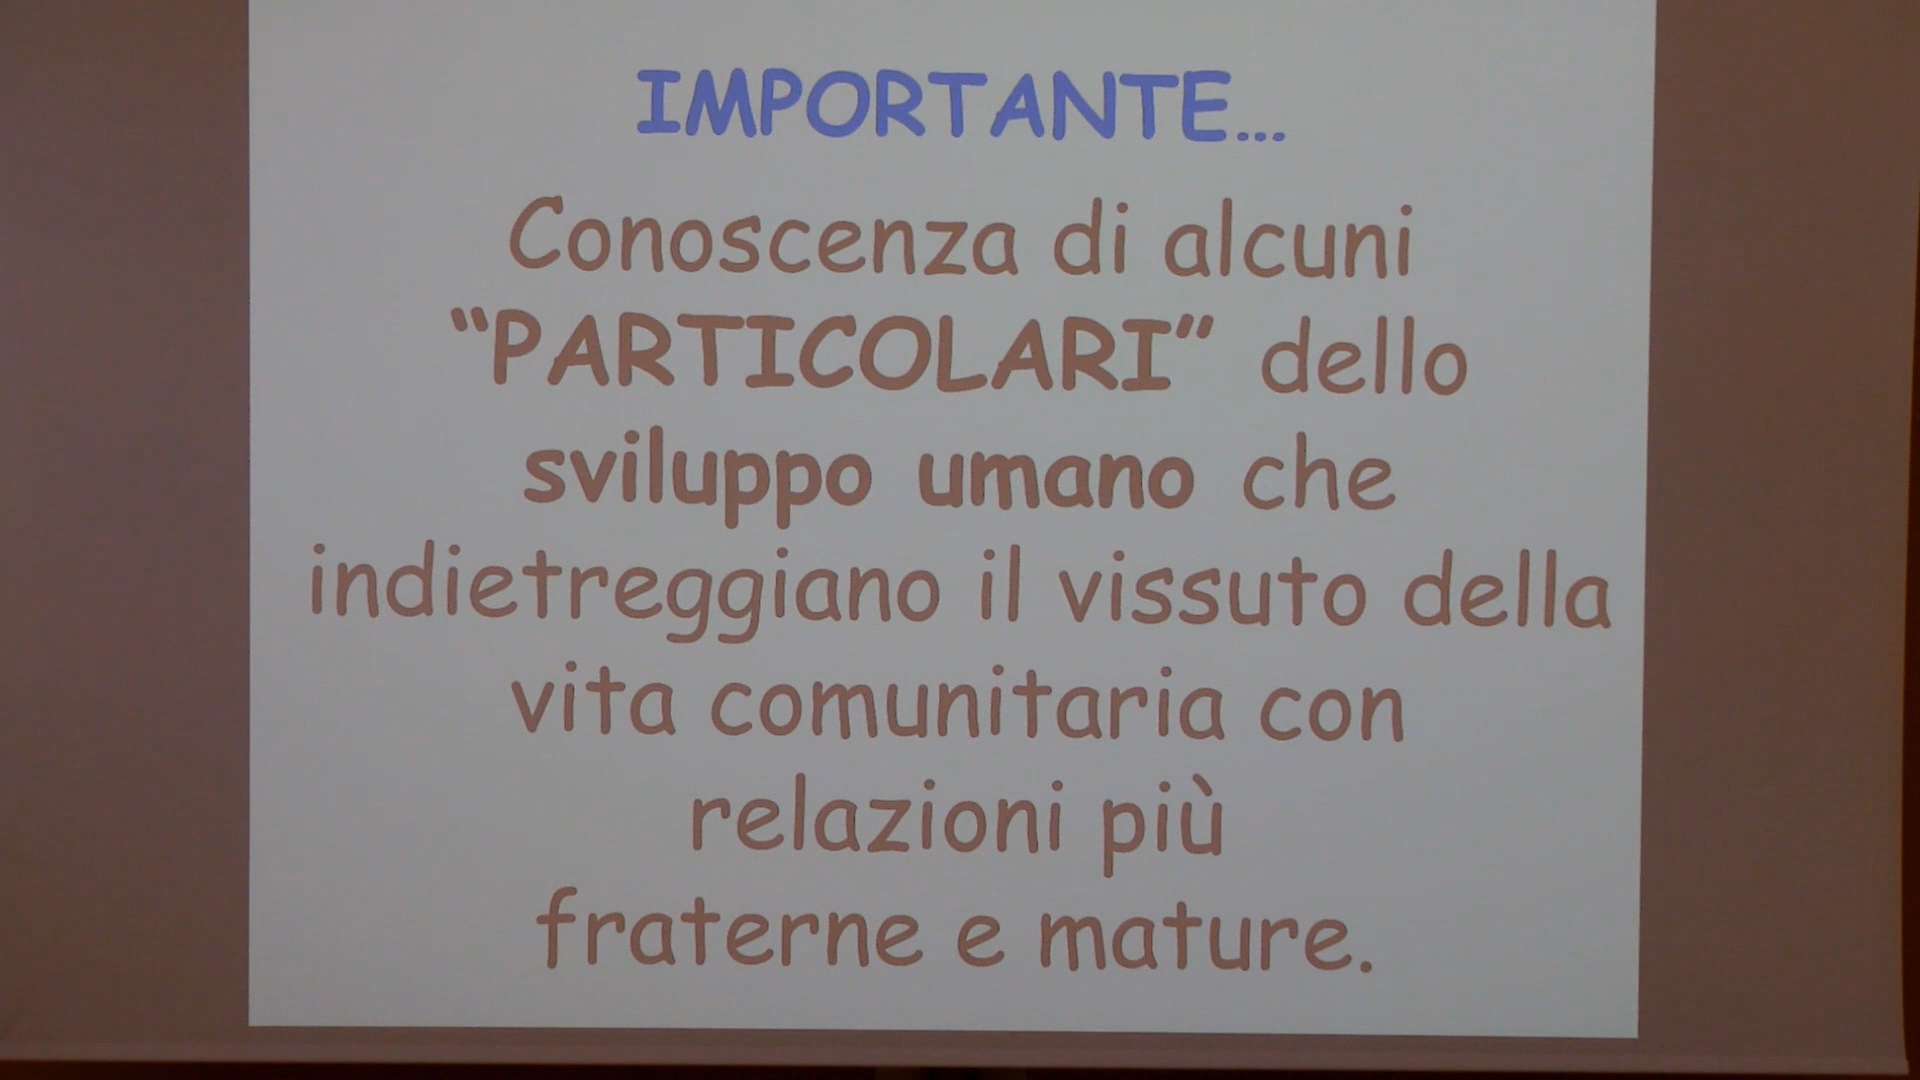 IMPORTANTE...
Conoscenza di alcuni
“PARTICOLARI” dello
sviluppo umano che
indietreggiano il vissuto della
vita comunitaria con
relazioni più
fraterne e mature.